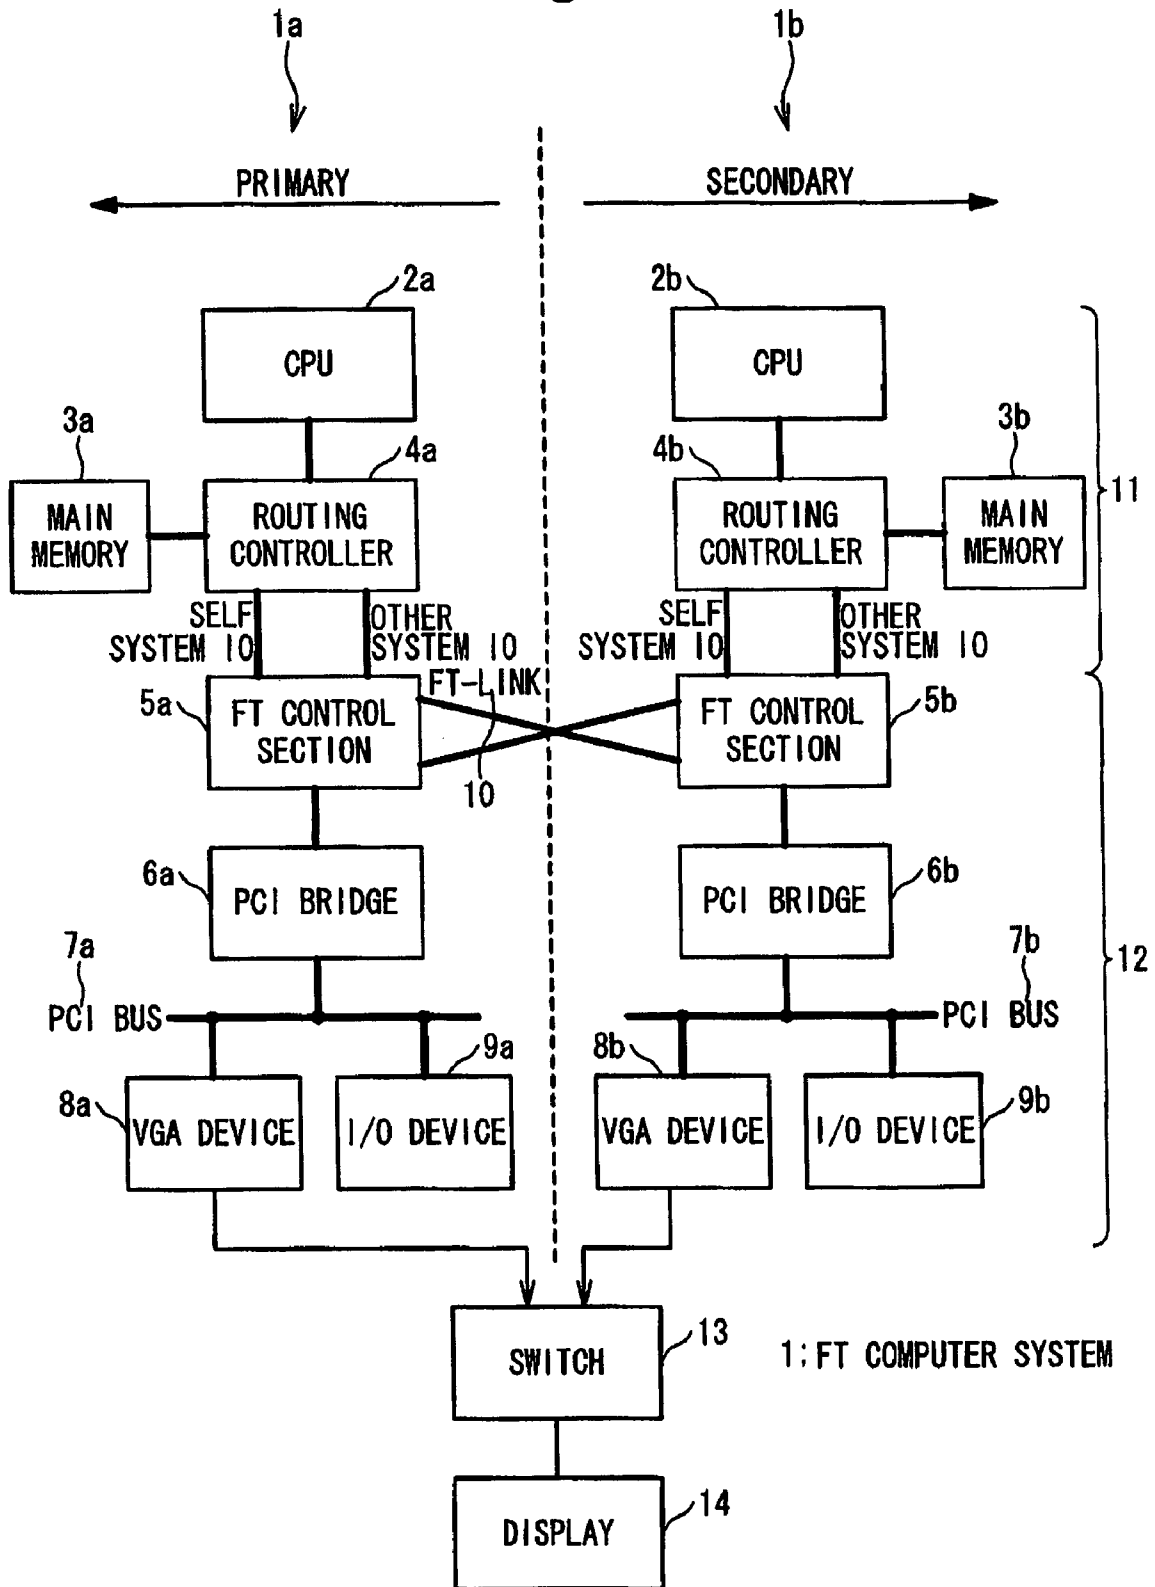 1a
1b
PRIMARY
SECONDARY
2a
2b
CPU
CPU
3a
4a
4b
3b
MAIN
MEMORY
ROUTING
CONTROLLER
ROUTING
CONTROLLER
MAIN
MEMORY
11
SELF
SYSTEM IO
OTHER
SYSTEM IO
SELF
SYSTEM IO
OTHER
SYSTEM IO
FT-LINK
5a
FT CONTROL
SECTION
10
FT CONTROL
SECTION
5b
6a
PCI BRIDGE
PCI BRIDGE
6b
7a
PCI BUS
7b
PCI BUS
12
8a
VGA DEVICE
9a
I/O DEVICE
8b
VGA DEVICE
I/O DEVICE
9b
SWITCH
13
1:FT COMPUTER SYSTEM
DISPLAY
14